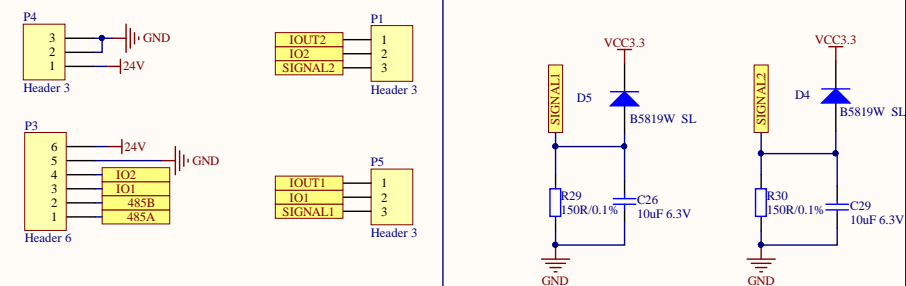 P4
3
2
1
GND
24V
Header 3
P1
IOUT2
IO2
SIGNAL2
1
2
3
Header 3
P3
6
5
4
3
2
1
24V
GND
IO2
IO1
485B
485A
Header 6
P5
IOUT1
IO1
SIGNAL1
1
2
3
Header 3
VCC3.3
SIGNAL1
D5
B5819W SL
R29
150R/0.1%
C26
10uF 6.3V
GND
VCC3.3
SIGNAL2
D4
B5819W SL
R30
150R/0.1%
C29
10uF 6.3V
GND